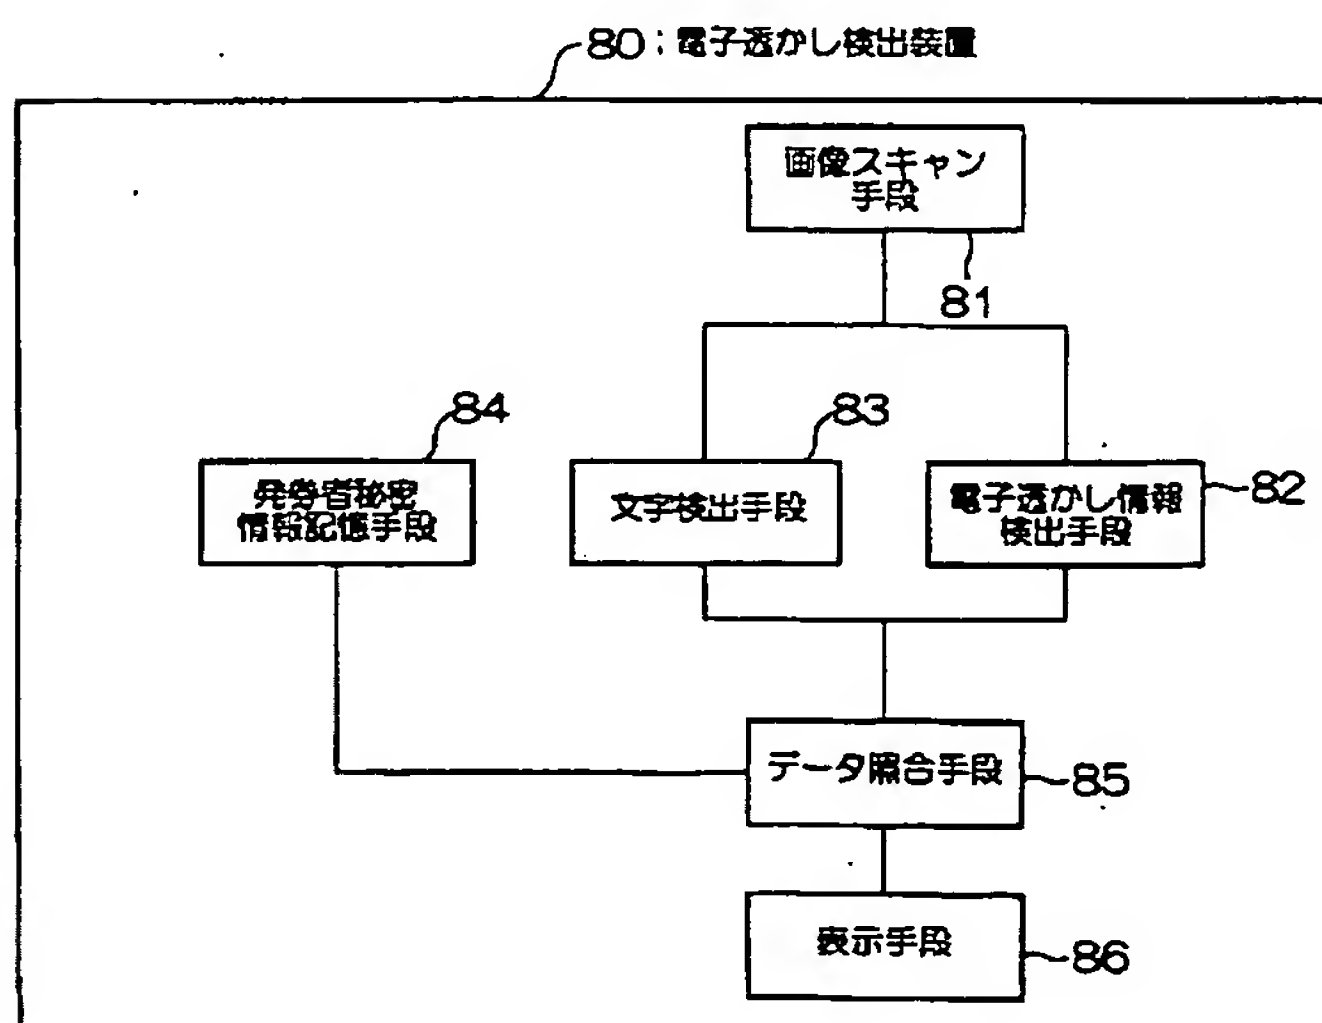 80;電子透かし検出装置
画像スキャン
手段
81
84
83
発券者秘密
情報記憶手段
文字検出手段
電子透かし情報
検出手段
82
データ照合手段
85
表示手段
86